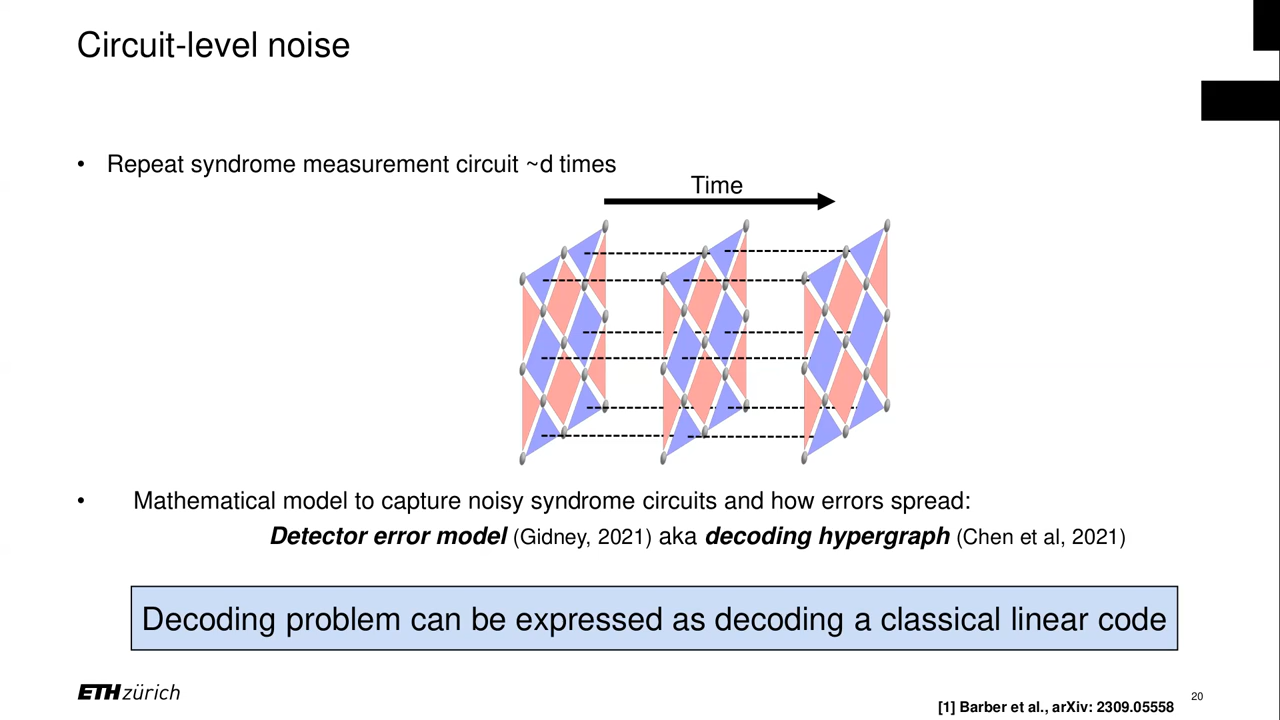 Circuit-level noise
• Repeat syndrome measurement circuit ~d times
Time
• Mathematical model to capture noisy syndrome circuits and how errors spread:
Detector error model (Gidney, 2021) aka decoding hypergraph (Chen et al, 2021)
Decoding problem can be expressed as decoding a classical linear code
ETH zürich
[1] Barber et al., arXiv: 2309.05558
20